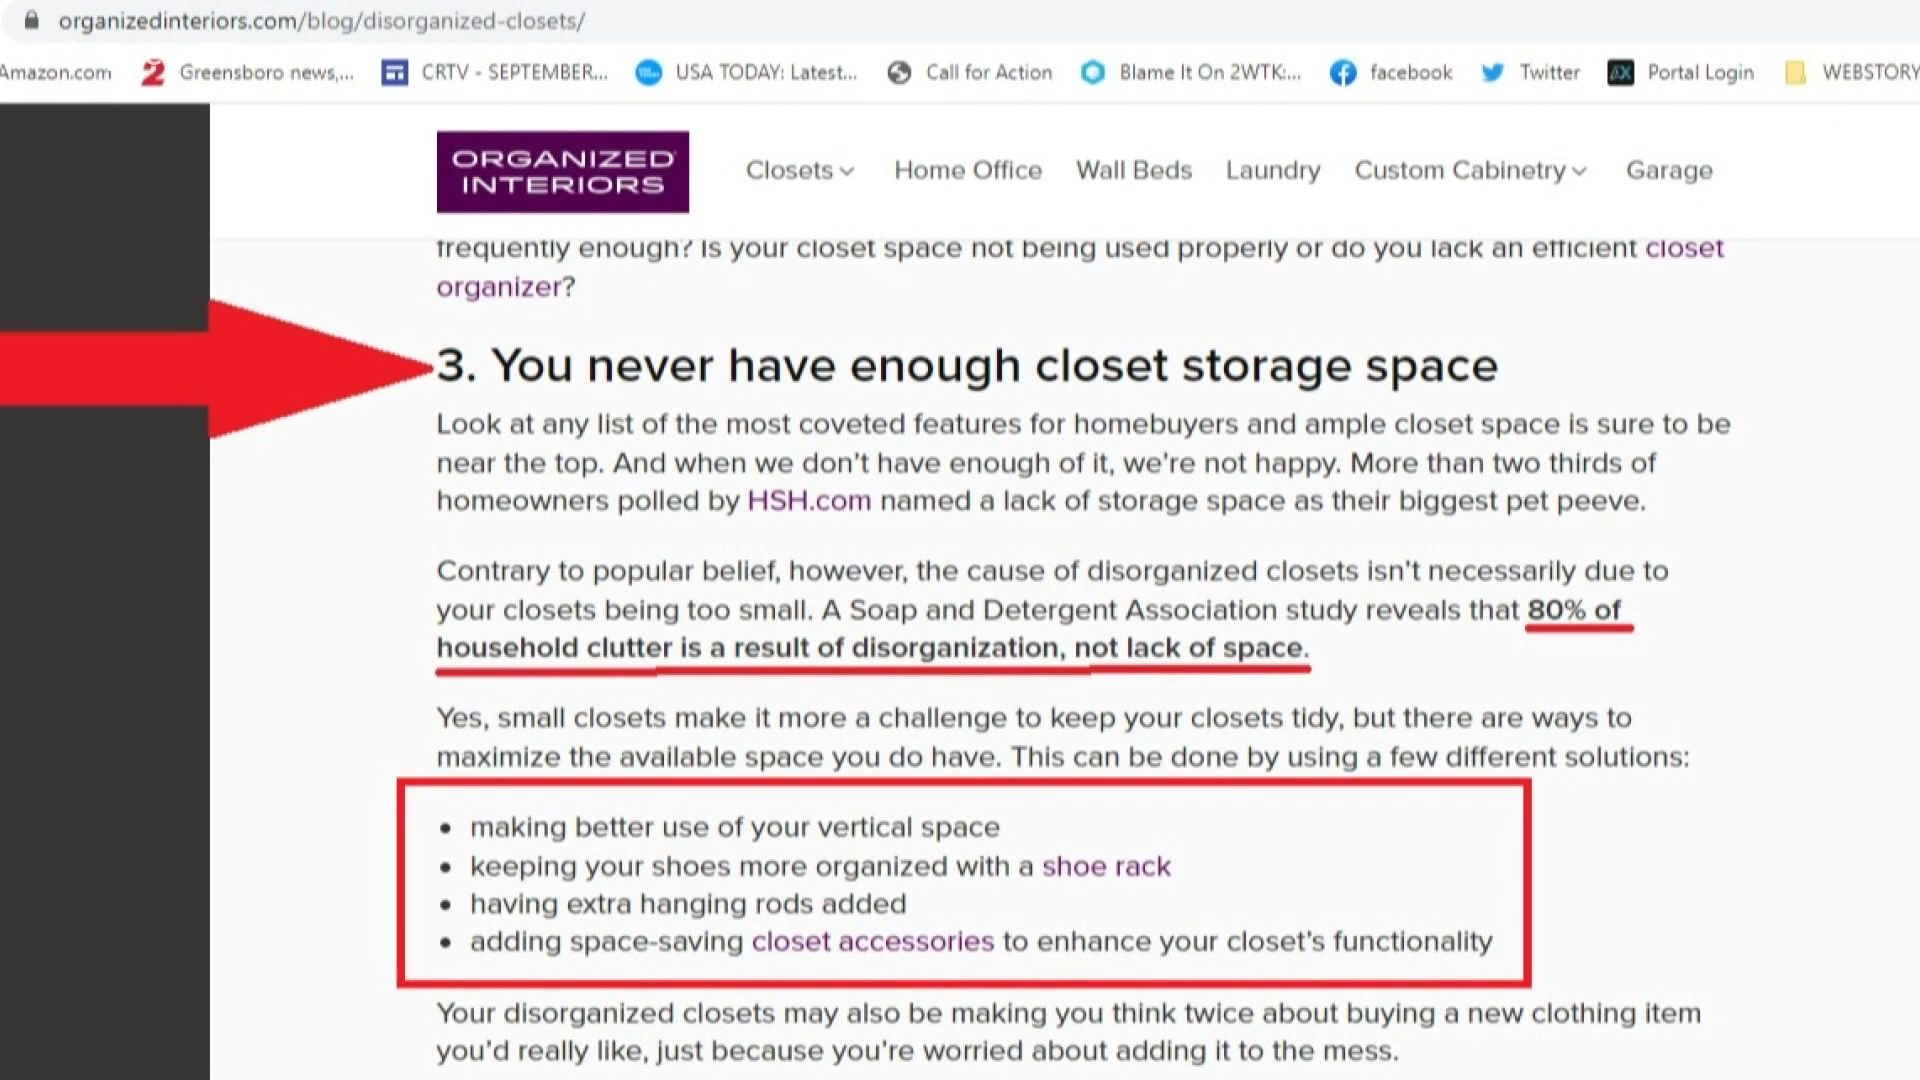 organizedinteriors.com/blog/disorganized-closets/
Amazon.com 2 Greensboro news,... CRTV - SEPTEMBER... USA TODAY: Latest... Call for Action Blame It On 2WTK:... facebook Twitter Portal Login WEBSTORY
ORGANIZED
INTERIORS
Closets Home Office Wall Beds Laundry Custom Cabinetry Garage
frequently enough? Is your closet space not being used properly or do you lack an efficient closet
organizer?
3. You never have enough closet storage space
Look at any list of the most coveted features for homebuyers and ample closet space is sure to be
near the top. And when we don't have enough of it, we're not happy. More than two thirds of
homeowners polled by HSH.com named a lack of storage space as their biggest pet peeve.
Contrary to popular belief, however, the cause of disorganized closets isn't necessarily due to
your closets being too small. A Soap and Detergent Association study reveals that 80% of
household clutter is a result of disorganization, not lack of space.
Yes, small closets make it more a challenge to keep your closets tidy, but there are ways to
maximize the available space you do have. This can be done by using a few different solutions:
• making better use of your vertical space
• keeping your shoes more organized with a shoe rack
• having extra hanging rods added
• adding space-saving closet accessories to enhance your closet's functionality
Your disorganized closets may also be making you think twice about buying a new clothing item
you'd really like, just because you're worried about adding it to the mess.